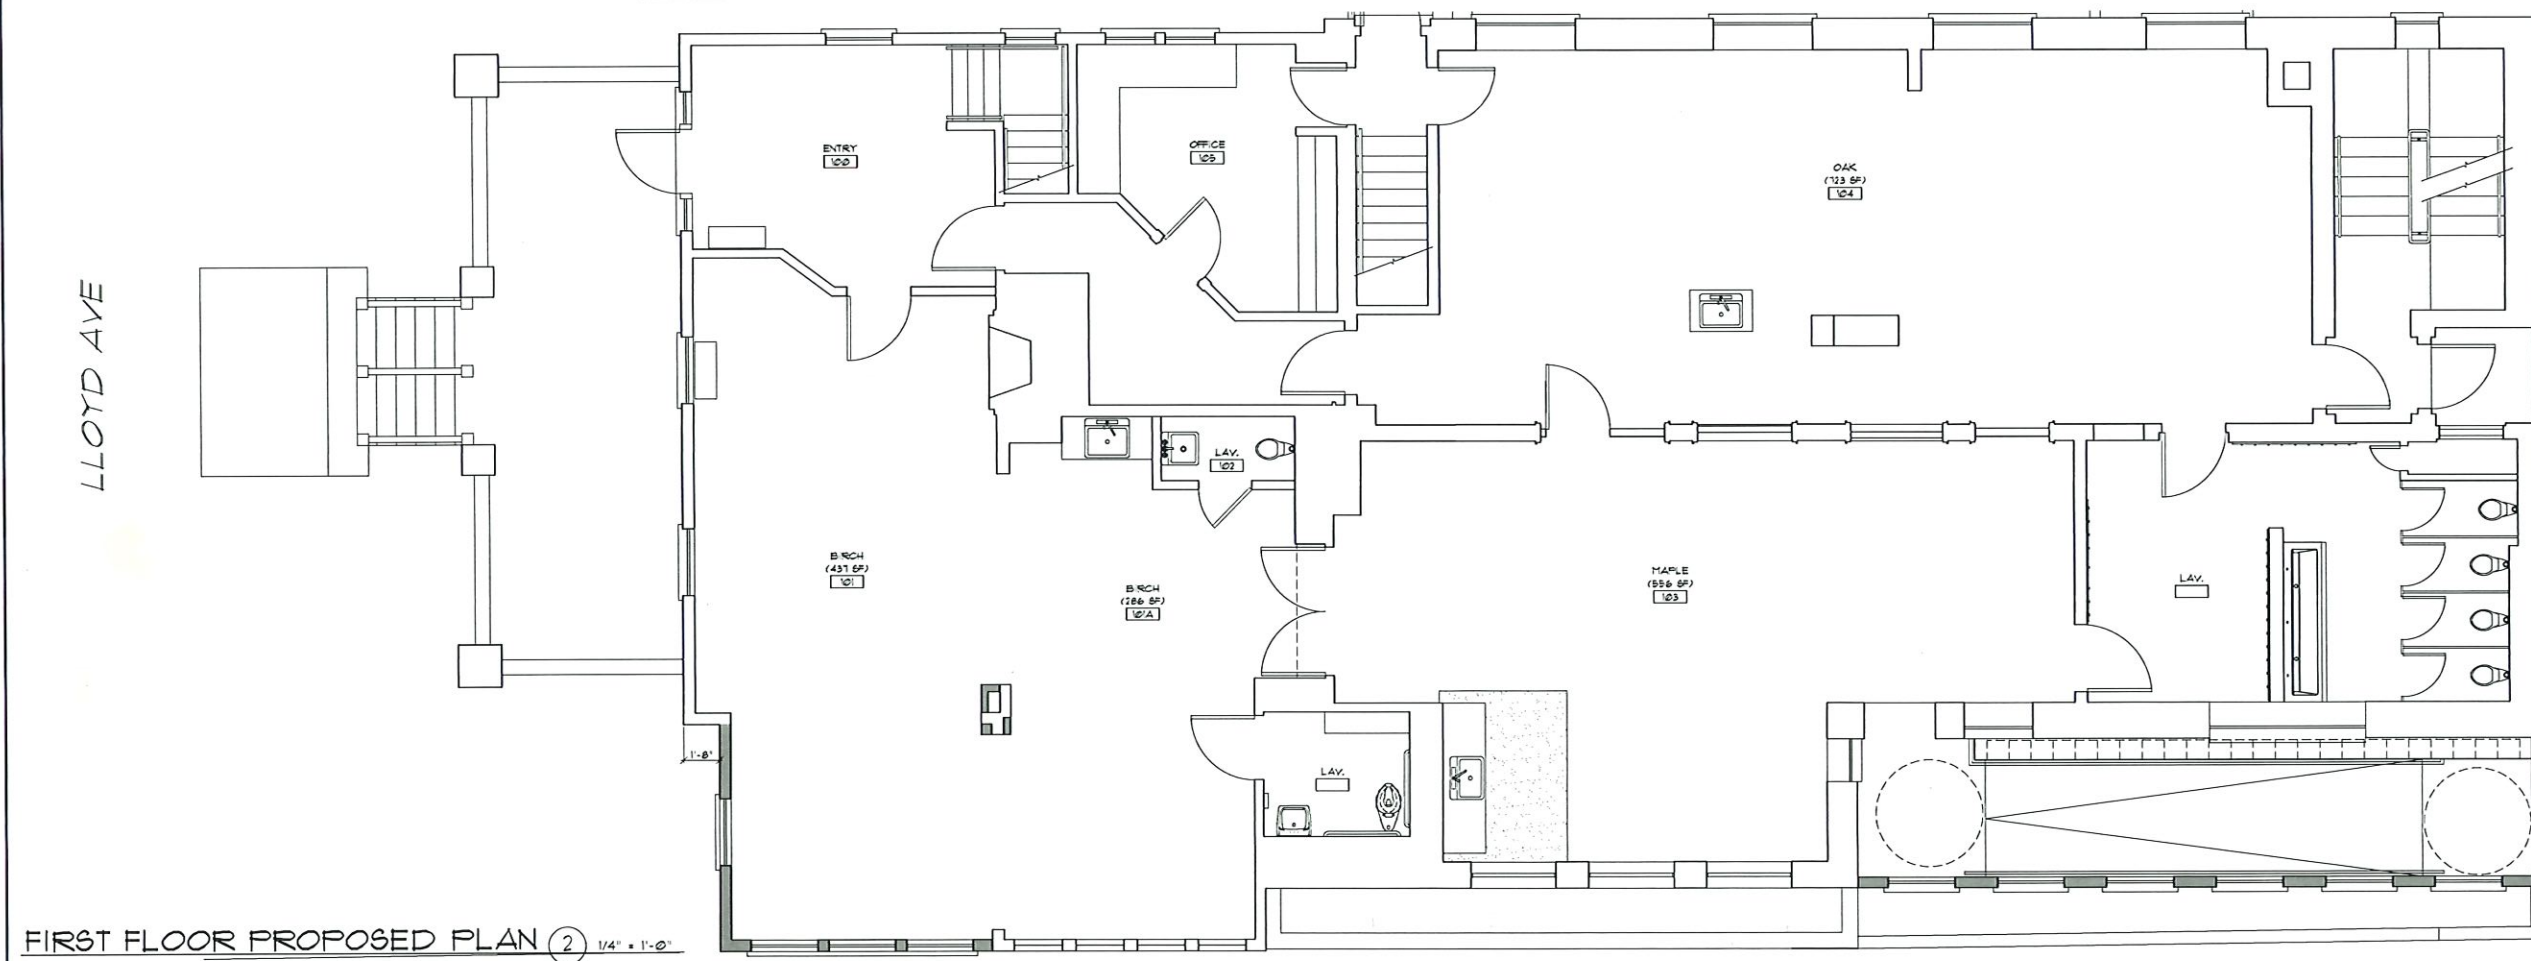 ENTRY
100
OFFICE
105
OAK
(723 SF)
104
LLOYD AVE
LAV.
102
BIRCH
(437 SF)
101
BIRCH
(286 SF)
101A
MAPLE
(556 SF)
103
LAV.
1'-8"
LAV.
FIRST FLOOR PROPOSED PLAN 2 1/4" = 1'-0"